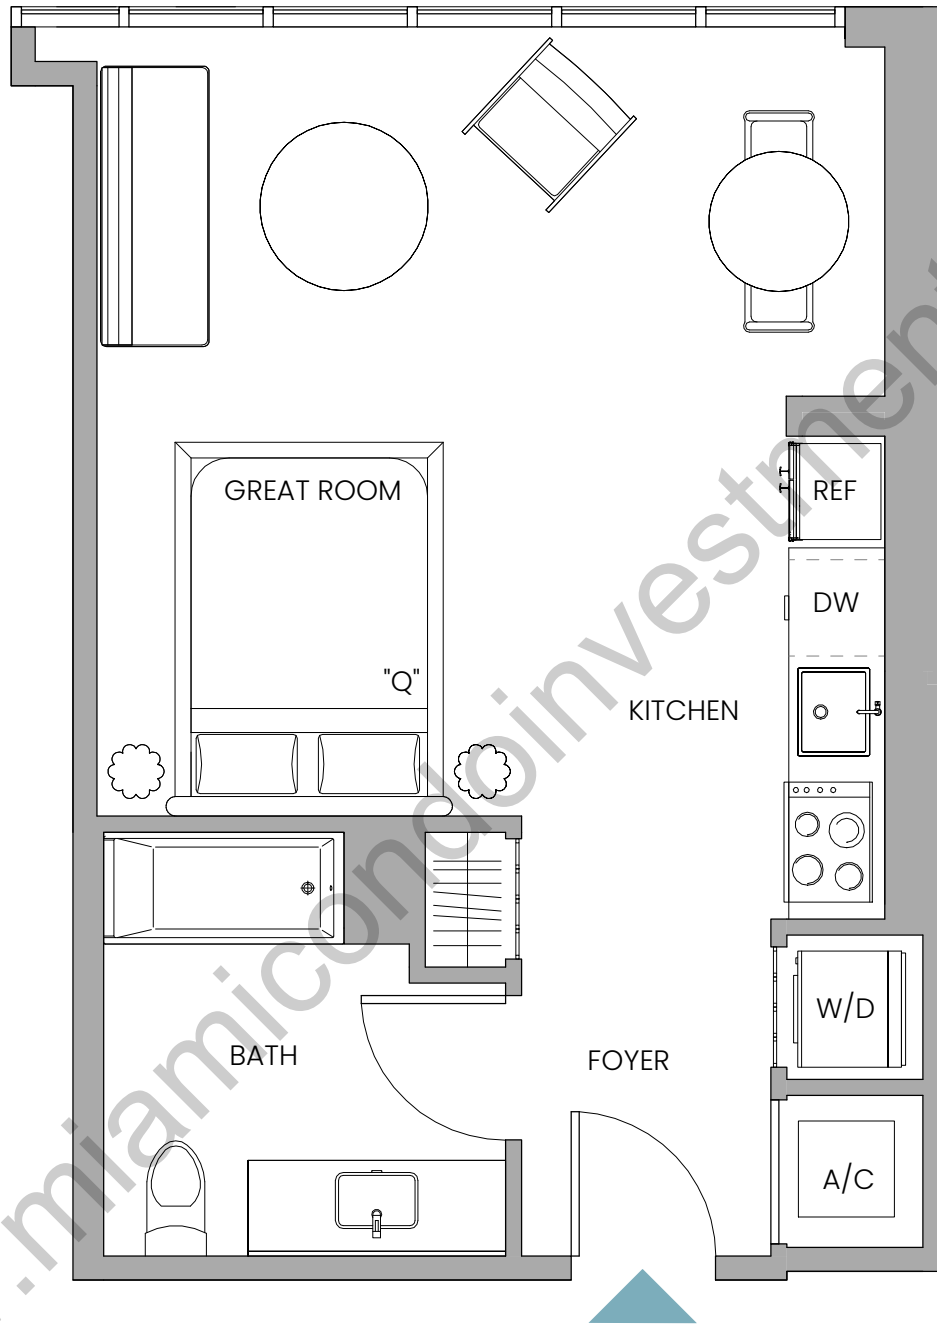 GREAT ROOM
REF
DW
"Q"
KITCHEN
W/D
BATH
FOYER
A/C
.miamicondoinvestment